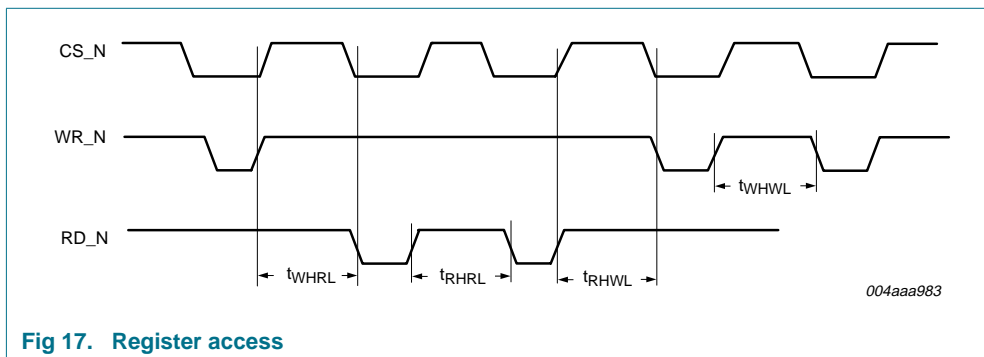 CS_N
WR_N
tWHWL
RD_N
tWHRL
tRHRL
tRHWL
004aaa983
Fig 17. Register access